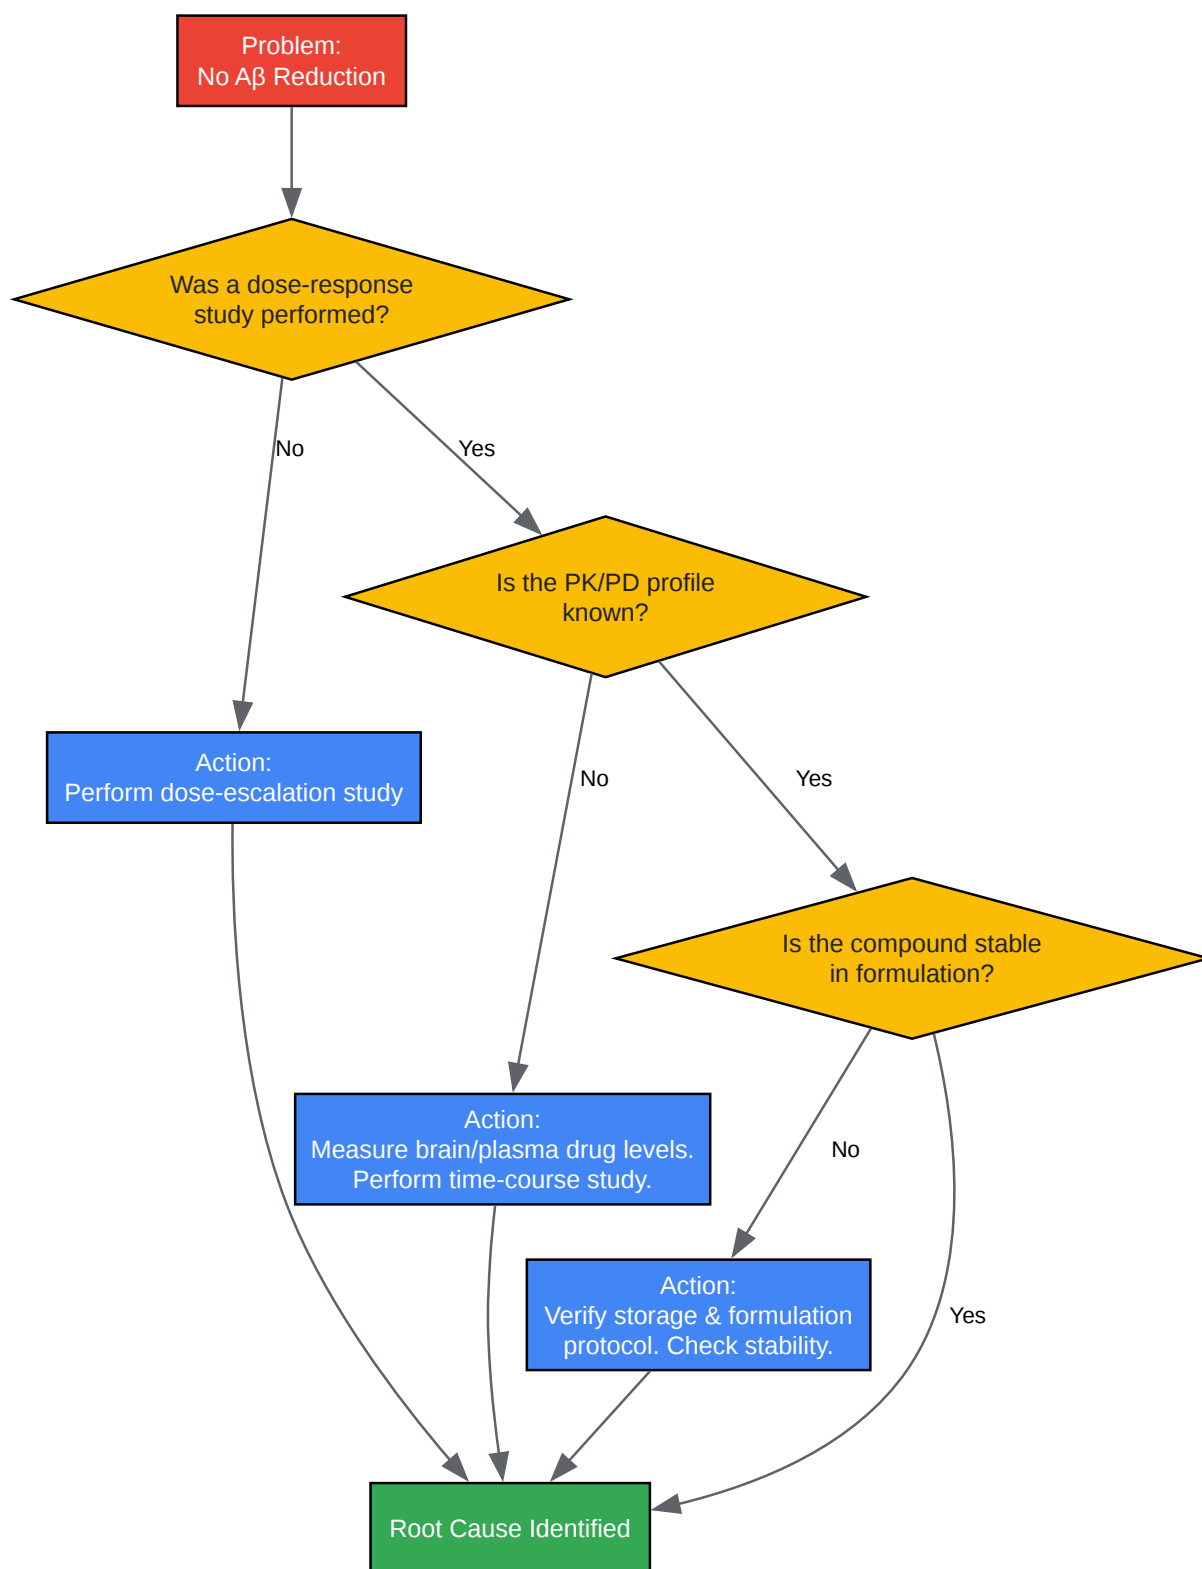 Problem:
No Aβ Reduction
Was a dose-response
study performed?
No
Yes
Is the PK/PD profile
known?
Action:
Perform dose-escalation study
No
Yes
Is the compound stable
in formulation?
Action:
Measure brain/plasma drug levels.
Perform time-course study.
No
Action:
Verify storage & formulation
protocol. Check stability.
Yes
Root Cause Identified